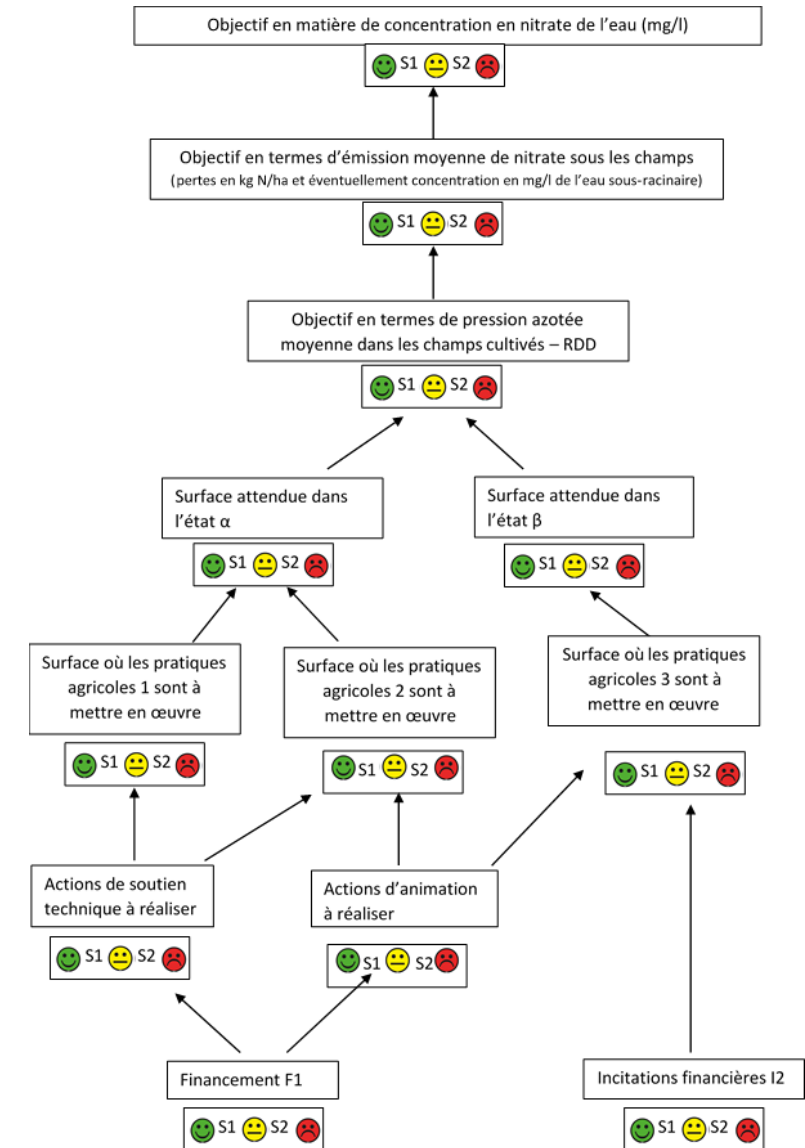 Objectif en matière de concentration en nitrate de l’eau (mg/l)
S1 S2
Objectif en termes d’émission moyenne de nitrate sous les champs
(pertes en kg N/ha et éventuellement concentration en mg/l de l’eau sous-racinaire)
S1 S2
Objectif en termes de pression azotée
moyenne dans les champs cultivés – RDD
S1 S2
Surface attendue dans
l’état α
S1 S2
Surface attendue dans
l’état β
S1 S2
Surface où les pratiques
agricoles 1 sont à
mettre en œuvre
S1 S2
Surface où les pratiques
agricoles 2 sont à
mettre en œuvre
S1 S2
Surface où les pratiques
agricoles 3 sont à
mettre en œuvre
S1 S2
Actions de soutien
technique à réaliser
S1 S2
Actions d’animation
à réaliser
S1 S2
Financement F1
S1 S2
Incitations financières I2
S1 S2